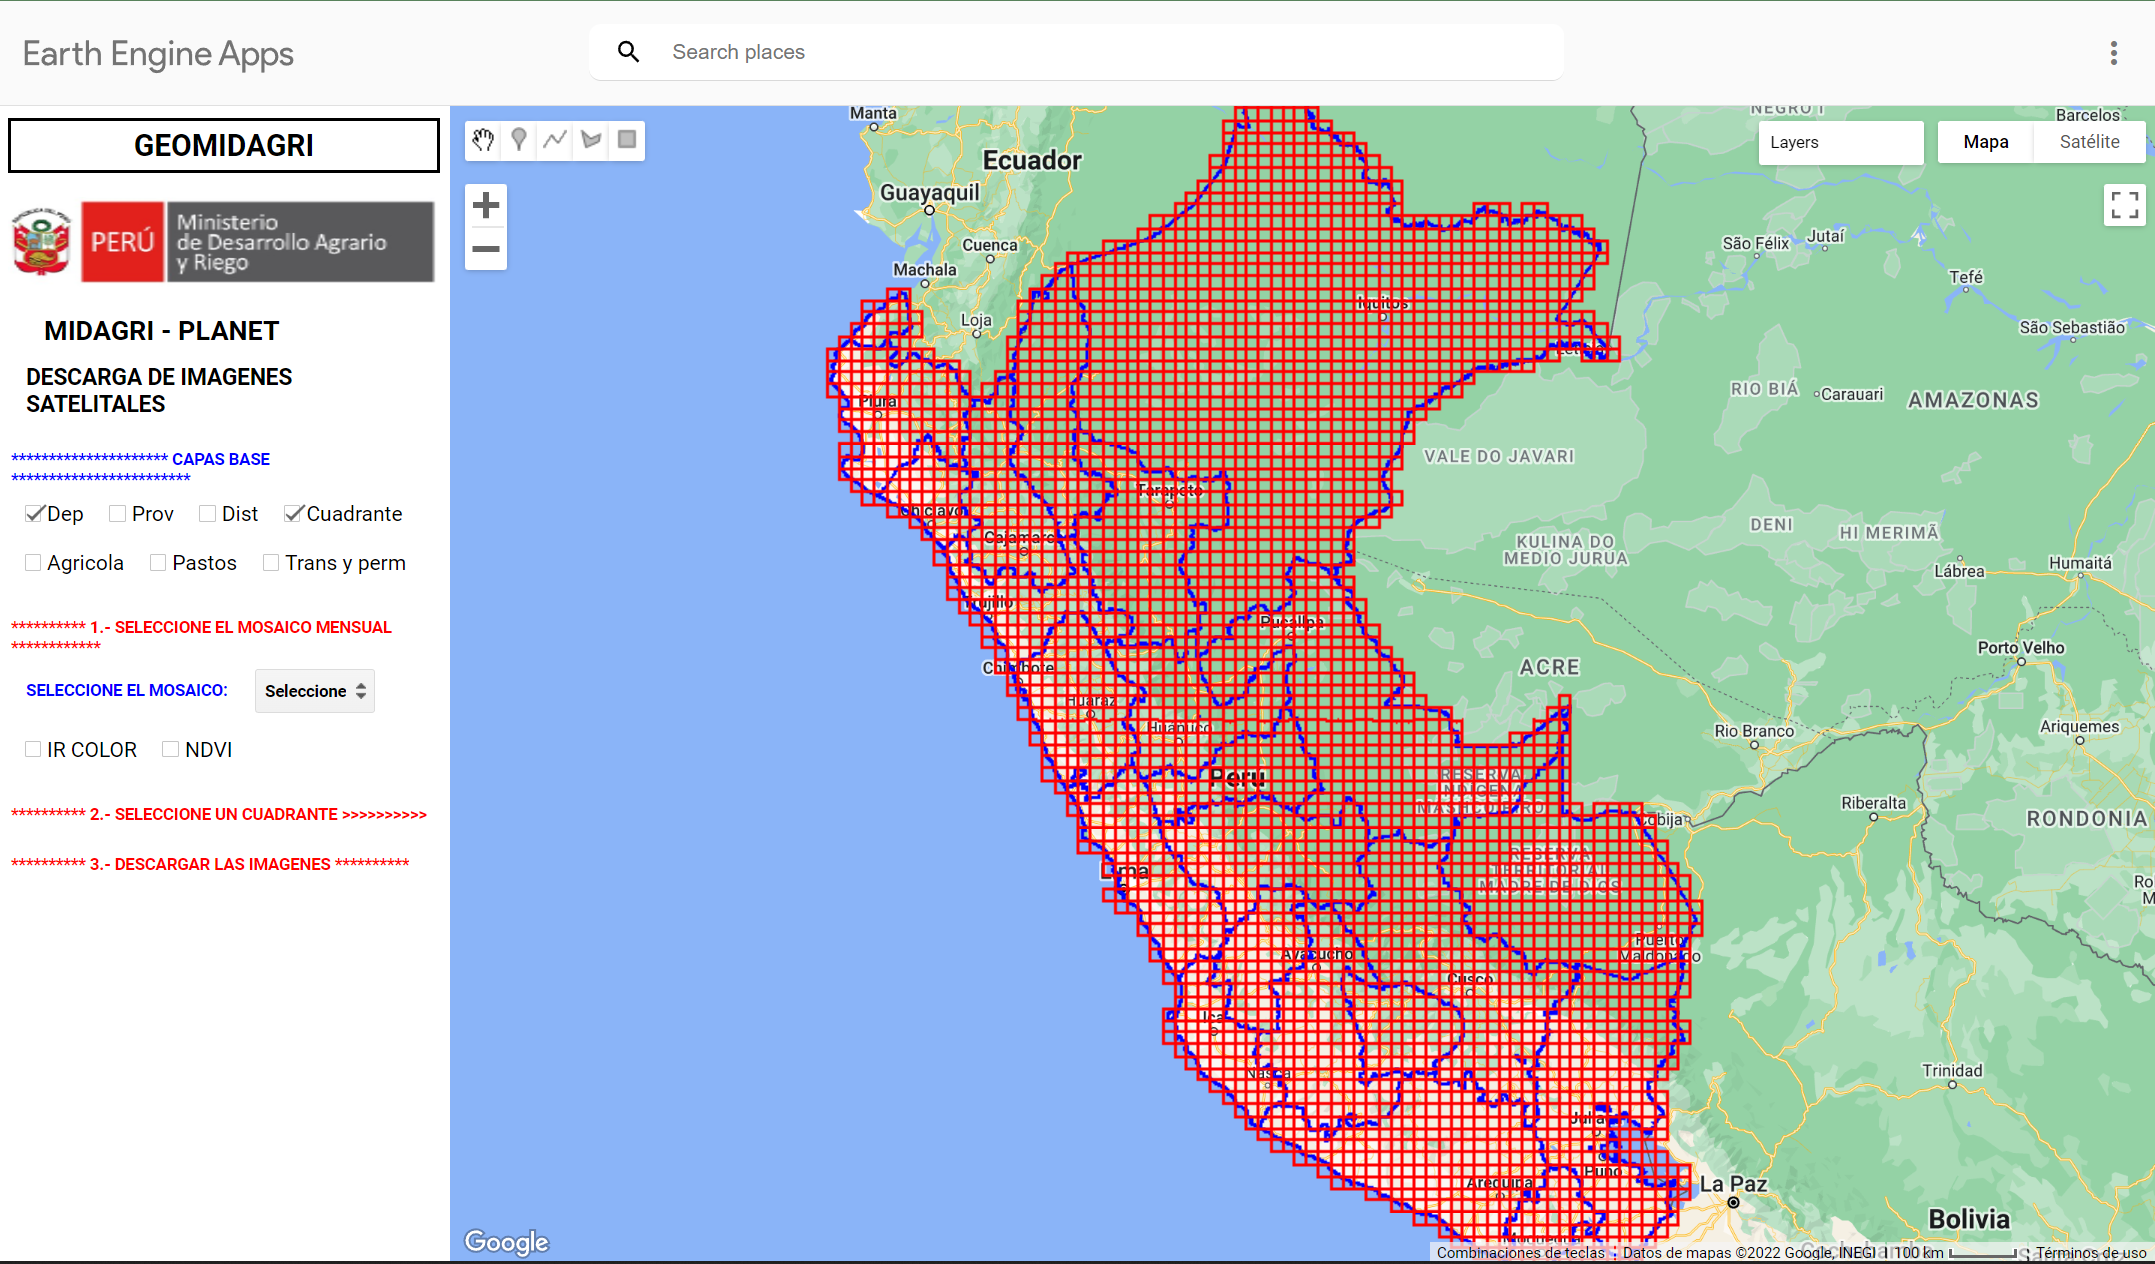 Earth Engine Apps
Search places
GEOMIDAGRI
PERÚ
Ministerio
de Desarrollo Agrario
y Riego
MIDAGRI - PLANET
DESCARGA DE IMAGENES
SATELITALES
********************* CAPAS BASE
************************
Dep
Prov
Dist
Cuadrante
Agricola
Pastos
Trans y perm
********** 1.- SELECCIONE EL MOSAICO MENSUAL
************
SELECCIONE EL MOSAICO:
Seleccione
IR COLOR
NDVI
********** 2.- SELECCIONE UN CUADRANTE >>>>>>>>>>
********** 3.- DESCARGAR LAS IMAGENES **********
Layers
Mapa
Satélite
Manta
Ecuador
Guayaquil
Cuenca
Machala
Loja
Barcelos
São Félix
Jutaí
Tefé
São Sebastião
Iquitos
RIO BIÁ
Carauari
AMAZONAS
Piura
VALE DO JAVARI
Tarapoto
Chiclayo
Cajamarca
DENI
HI MERIMÃ
KULINA DO
MEDIO JURUA
Lábrea
Humaitá
Trujillo
Pucallpa
Porto Velho
ACRE
Chimbote
Huaraz
Huánuco
Rio Branco
Ariquemes
Peru
RESERVA
INDÍGENA
MASHCO PIRO
Riberalta
Cobija
RONDONIA
RESERVA
TERRITORIAL
MADRE DE DIOS
Lima
Ayacucho
Puerto
Maldonado
Cusco
Ica
Nasca
Trinidad
Puno
Arequipa
La Paz
Bolivia
Google
Combinaciones de teclas
Datos de mapas ©2022 Google, INEGI
100 km
Términos de uso